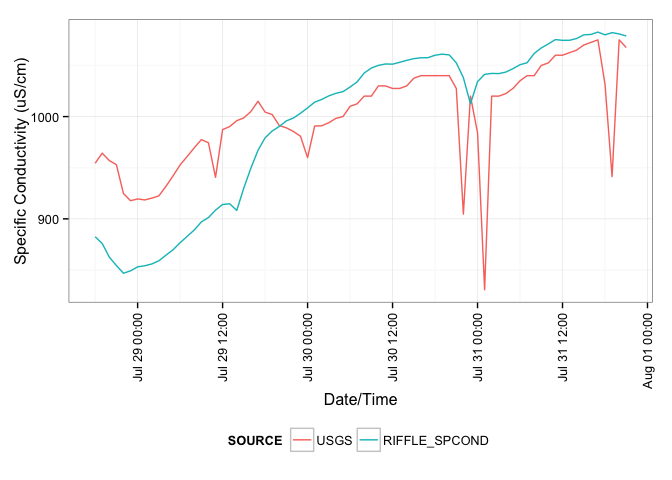 Specific Conductivity (uS/cm)
1000
900
Jul 29 00:00
Jul 29 12:00
Jul 30 00:00
Jul 30 12:00
Jul 31 00:00
Jul 31 12:00
Aug 01 00:00
Date/Time
SOURCE USGS RIFFLE_SPCOND